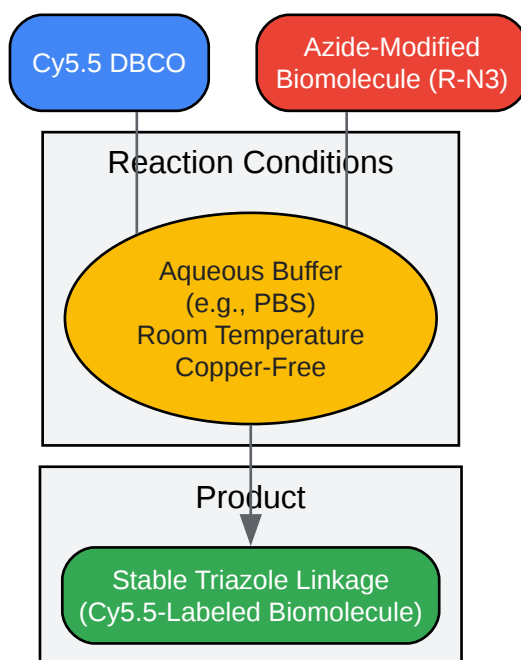 Cy5.5 DBCO
Azide-Modified
Biomolecule (R-N3)
Reaction Conditions
Aqueous Buffer
(e.g., PBS)
Room Temperature
Copper-Free
Product
Stable Triazole Linkage
(Cy5.5-Labeled Biomolecule)